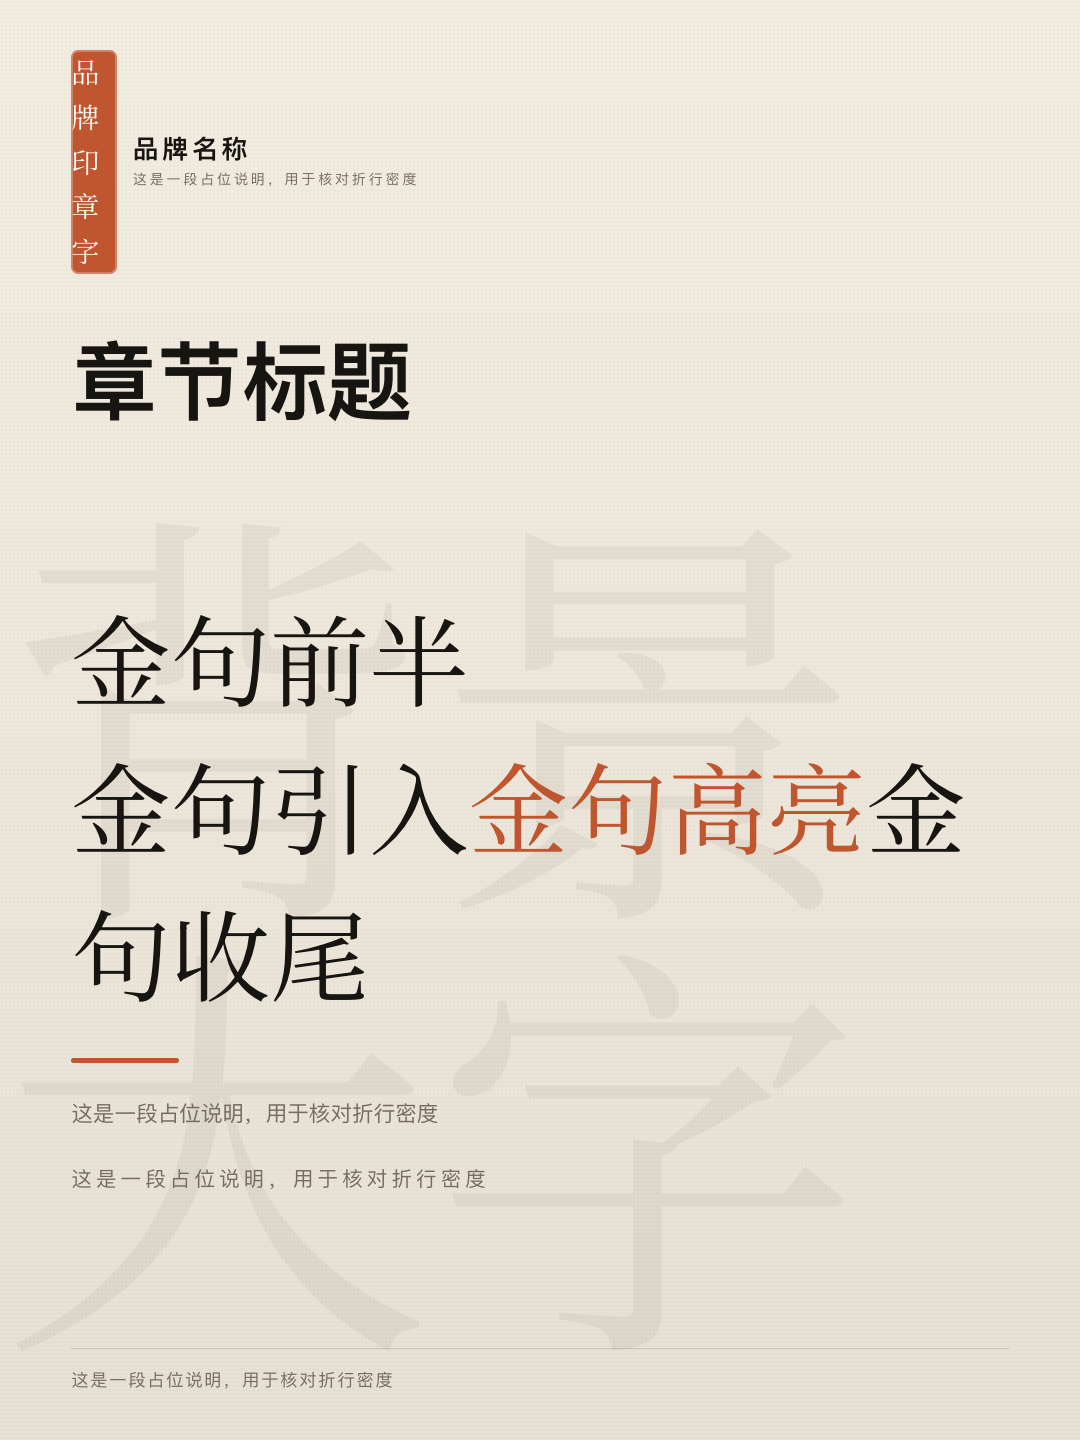 品牌印章字
品牌名称
这是一段占位说明，用于核对折行密度
章节标题
背景
大字
金句前半
金句引入金句高亮金
句收尾
这是一段占位说明，用于核对折行密度
这是一段占位说明，用于核对折行密度
这是一段占位说明，用于核对折行密度